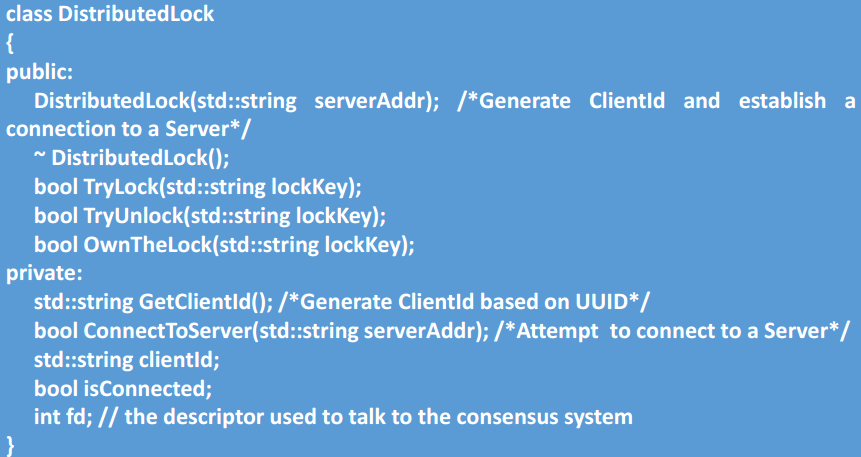 class DistributedLock
{
public:
DistributedLock(std::string serverAddr); /*Generate ClientId and establish a
connection to a Server*/
~ DistributedLock();
bool TryLock(std::string lockKey);
bool TryUnlock(std::string lockKey);
bool OwnTheLock(std::string lockKey);
private:
std::string GetClientId(); /*Generate ClientId based on UUID*/
bool ConnectToServer(std::string serverAddr); /*Attempt to connect to a Server*/
std::string clientId;
bool isConnected;
int fd; // the descriptor used to talk to the consensus system
}